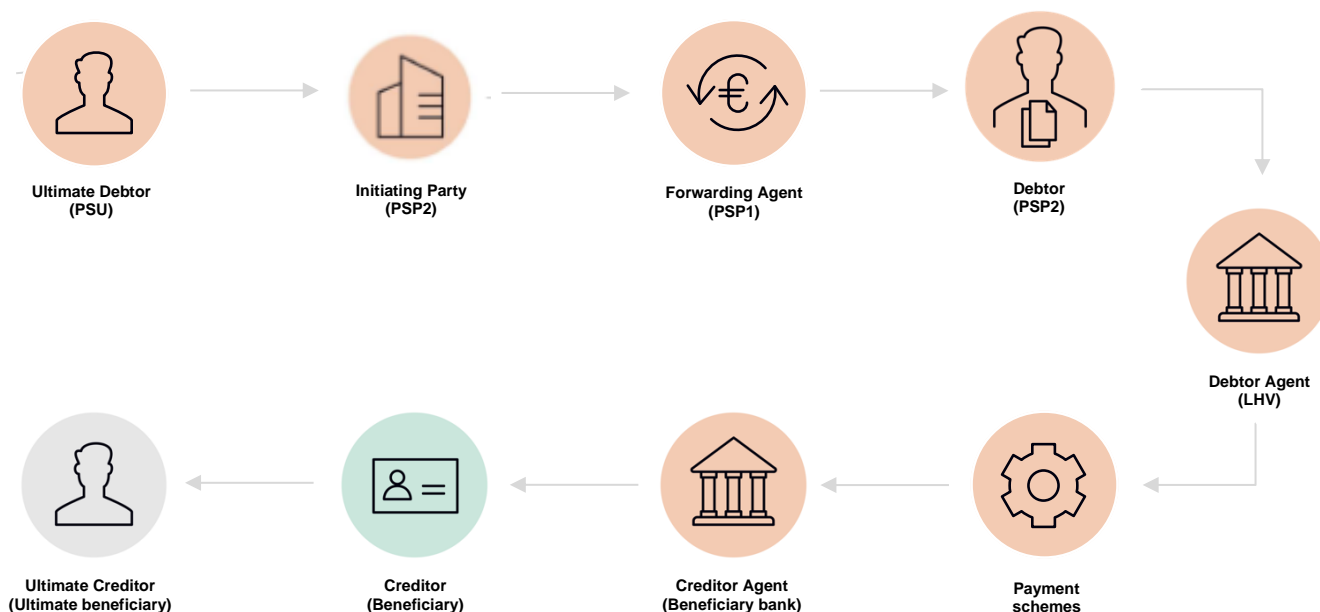 Ultimate Debtor
(PSU)
Initiating Party
(PSP2)
Forwarding Agent
(PSP1)
Debtor
(PSP2)
Debtor Agent
(LHV)
Ultimate Creditor
(Ultimate beneficiary)
Creditor
(Beneficiary)
Creditor Agent
(Beneficiary bank)
Payment
schemes